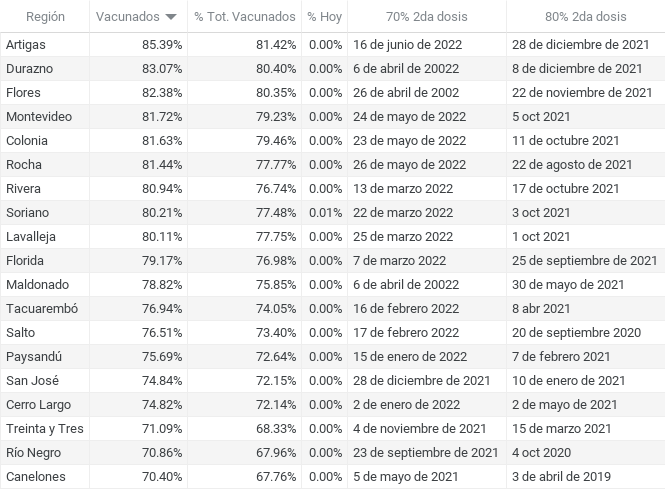 Región Vacunados % Tot. Vacunados % Hoy 70% 2da dosis 80% 2da dosis
Artigas 85.39% 81.42% 0.00% 16 de junio de 2022 28 de diciembre de 2021
Durazno 83.07% 80.40% 0.00% 6 de abril de 20022 8 de diciembre de 2021
Flores 82.38% 80.35% 0.00% 26 de abril de 2002 22 de noviembre de 2021
Montevideo 81.72% 79.23% 0.00% 24 de mayo de 2022 5 oct 2021
Colonia 81.63% 79.46% 0.00% 23 de mayo de 2022 11 de octubre 2021
Rocha 81.44% 77.77% 0.00% 26 de mayo de 2022 22 de agosto de 2021
Rivera 80.94% 76.74% 0.00% 13 de marzo 2022 17 de octubre 2021
Soriano 80.21% 77.48% 0.01% 22 de marzo 2022 3 oct 2021
Lavalleja 80.11% 77.75% 0.00% 25 de marzo 2022 1 oct 2021
Florida 79.17% 76.98% 0.00% 7 de marzo 2022 25 de septiembre de 2021
Maldonado 78.82% 75.85% 0.00% 6 de abril de 20022 30 de mayo de 2021
Tacuarembó 76.94% 74.05% 0.00% 16 de febrero 2022 8 abr 2021
Salto 76.51% 73.40% 0.00% 17 de febrero 2022 20 de septiembre 2020
Paysandú 75.69% 72.64% 0.00% 15 de enero de 2022 7 de febrero 2021
San José 74.84% 72.15% 0.00% 28 de diciembre de 2021 10 de enero de 2021
Cerro Largo 74.82% 72.14% 0.00% 2 de enero de 2022 2 de mayo de 2021
Treinta y Tres 71.09% 68.33% 0.00% 4 de noviembre de 2021 15 de marzo 2021
Río Negro 70.86% 67.96% 0.00% 23 de septiembre de 2021 4 oct 2020
Canelones 70.40% 67.76% 0.00% 5 de mayo de 2021 3 de abril de 2019